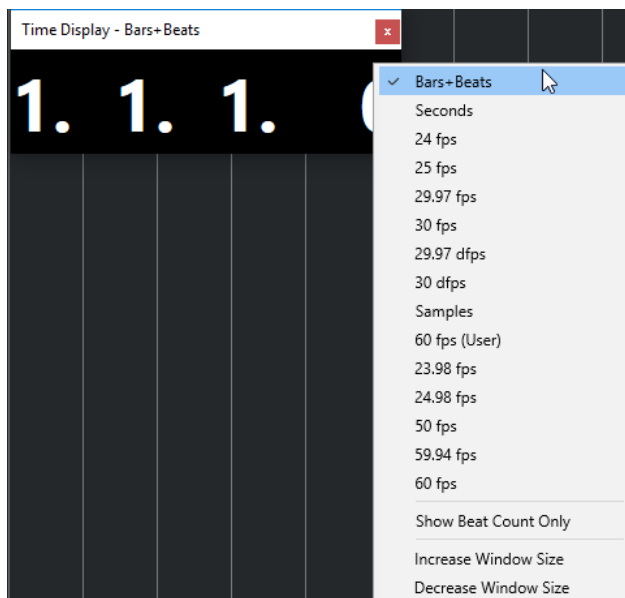 Time Display - Bars+Beats
x
1. 1. 1.
Bars+Beats
Seconds
24 fps
25 fps
29.97 fps
30 fps
29.97 dfps
30 dfps
Samples
60 fps (User)
23.98 fps
24.98 fps
50 fps
59.94 fps
60 fps
Show Beat Count Only
Increase Window Size
Decrease Window Size